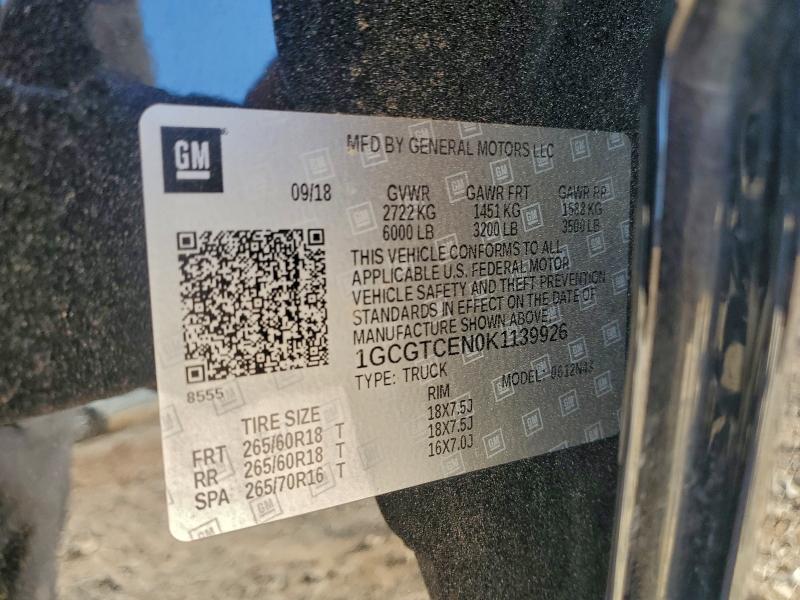 GM
MFD BY GENERAL MOTORS LLC
09/18 GVWR GAWR FRT GAWR RR
2722 KG 1451 KG 1588 KG
6000 LB 3200 LB 3500 LB
THIS VEHICLE CONFORMS TO ALL
APPLICABLE U.S. FEDERAL MOTOR
VEHICLE SAFETY AND THEFT PREVENTION
STANDARDS IN EFFECT ON THE DATE OF
MANUFACTURE SHOWN ABOVE.
1GCGTCEN0K1139926
TYPE: TRUCK MODEL:
8555
TIRE SIZE RIM
FRT 265/60R18 T 18X7.5J
RR 265/60R18 T 18X7.5J
SPA 265/70R16 T 16X7.0J